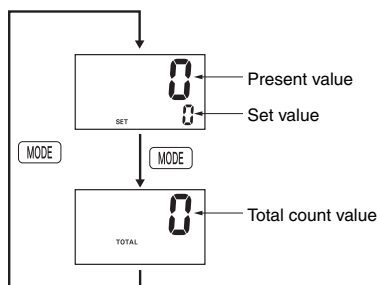 0
Present value
SET
0
Set value
MODE
MODE
0
Total count value
TOTAL